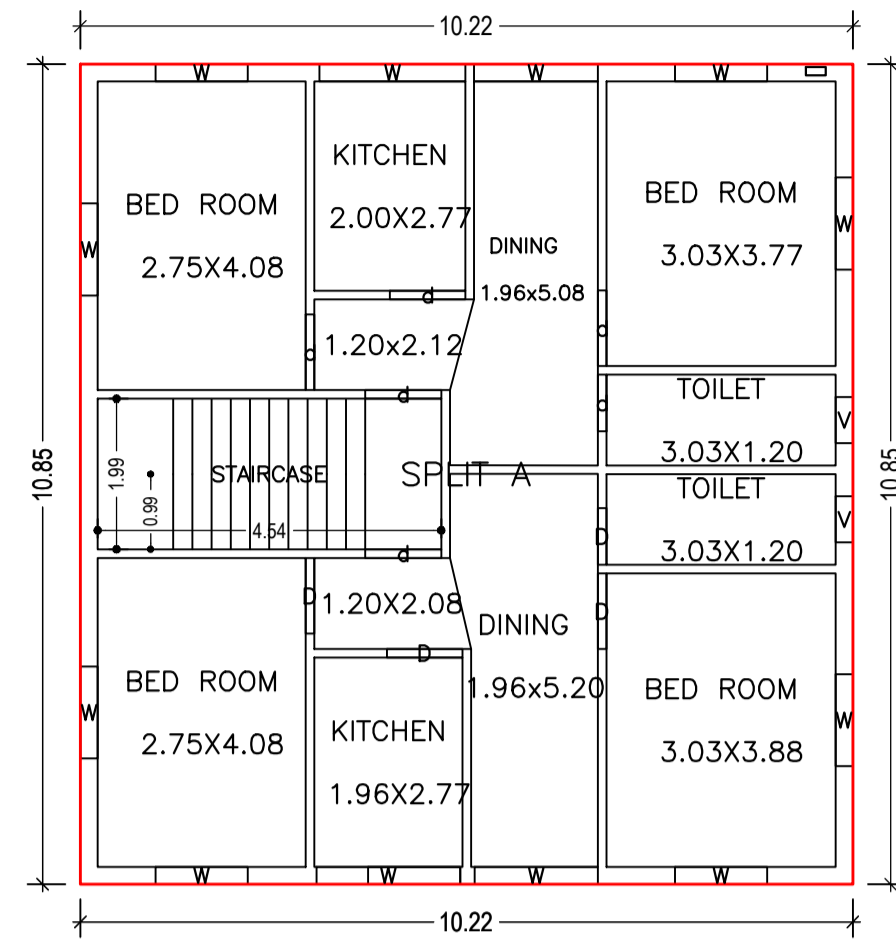 10.22
W W W W
KITCHEN
2.00X2.77
BED ROOM
2.75X4.08
BED ROOM
3.03X3.77
DINING
1.96x5.08
W
W
d
1.20x2.12
d
d
d
d
TOILET
3.03X1.20
V
10.85
10.85
1.99
0.99
STAIRCASE
4.54
SPLIT A
TOILET
3.03X1.20
V
D
d
D
1.20X2.08
D
D
DINING
1.96x5.20
BED ROOM
2.75X4.08
BED ROOM
3.03X3.88
W
W
KITCHEN
1.96X2.77
W W W W
10.22